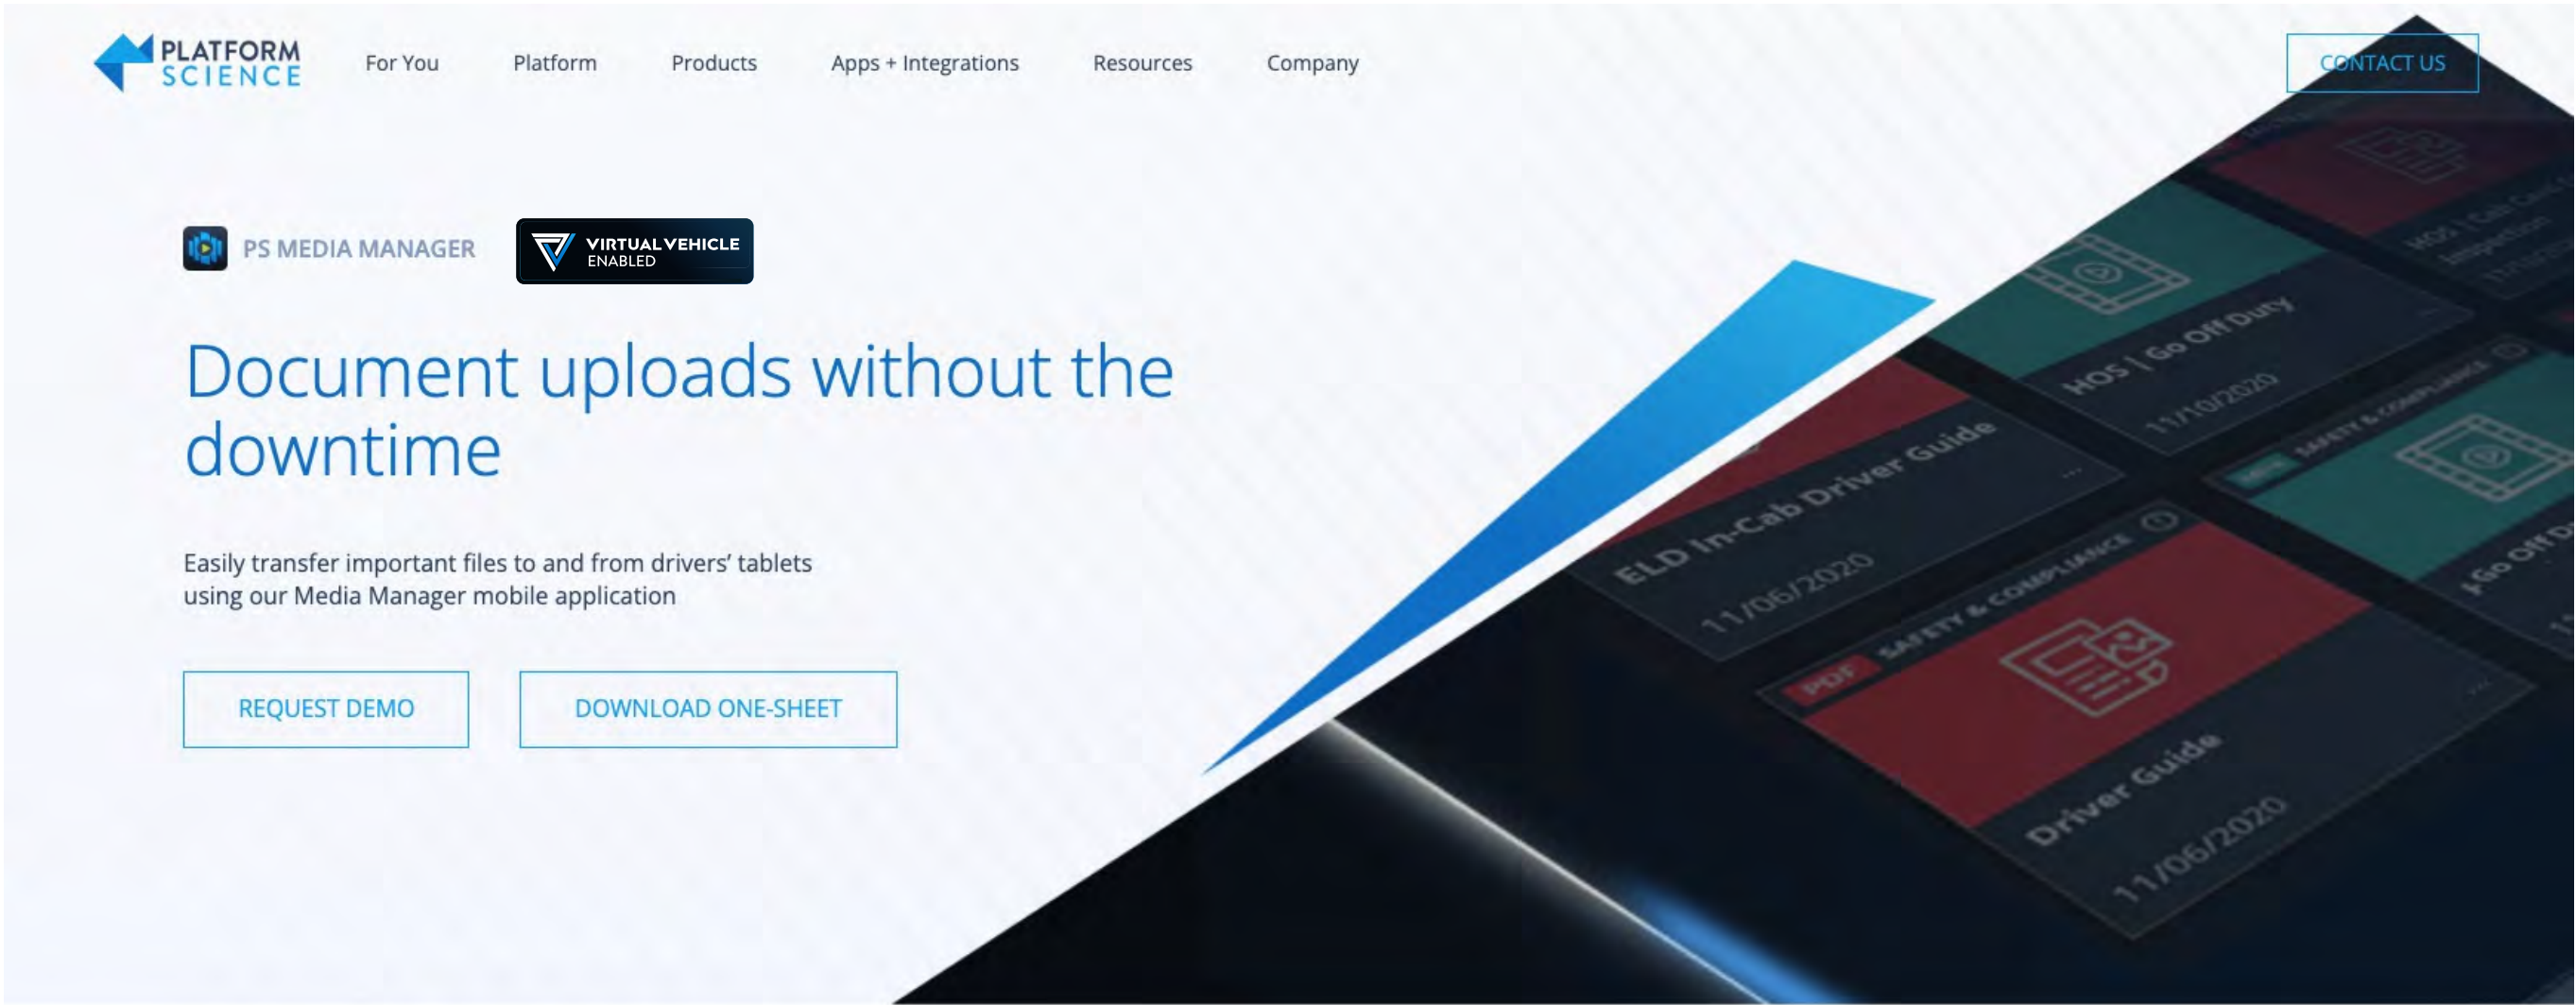 PLATFORM
SCIENCE
For You
Platform
Products
Apps + Integrations
Resources
Company
CONTACT US
PS MEDIA MANAGER
VIRTUAL VEHICLE
ENABLED
Document uploads without the
downtime
Easily transfer important files to and from drivers’ tablets
using our Media Manager mobile application
REQUEST DEMO
DOWNLOAD ONE-SHEET
HOS | Go Off Duty
11/10/2020
ELD In-Cab Driver Guide
11/06/2020
SAFETY & COMPLIANCE
PDF
SAFETY & COMPLIANCE
Driver Guide
11/06/2020